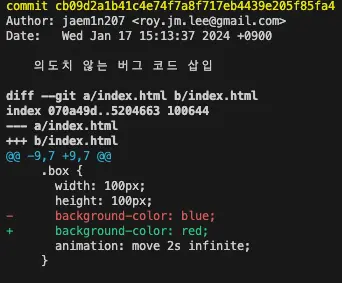 commit cb09d2a1b41c4e74f7a8f717eb4439e205f85fa4
Author: jaem1n207 <roy.jm.lee@gmail.com>
Date:   Wed Jan 17 15:13:37 2024 +0900
    의도치 않는 버그 코드 삽입
diff --git a/index.html b/index.html
index 070a49d..5204663 100644
--- a/index.html
+++ b/index.html
@@ -9,7 +9,7 @@
     .box {
       width: 100px;
       height: 100px;
-      background-color: blue;
+      background-color: red;
       animation: move 2s infinite;
     }